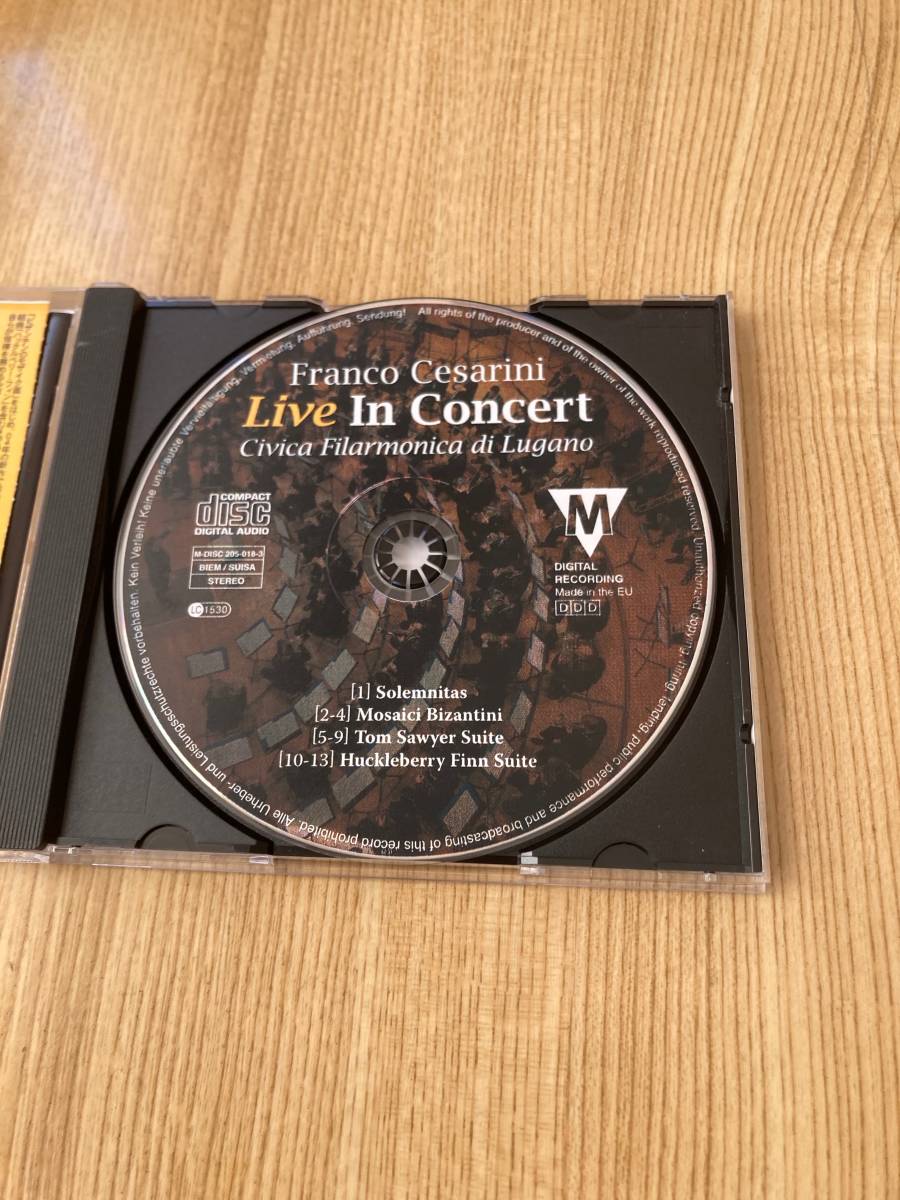 Franco Cesarini
Live In Concert
Civica Filarmonica di Lugano
COMPACT
disc
DIGITAL AUDIO
M-DISC 205-018-3
BIEM / SUISA
STEREO
LC 1530
M
DIGITAL
RECORDING
Made in the EU
DDD
[1] Solemnitas
[2-4] Mosaici Bizantini
[5-9] Tom Sawyer Suite
[10-13] Huckleberry Finn Suite
All rights of the producer and of the owner of the work reproduced reserved. Unauthorized copying, hiring, lending, public performance and broadcasting of this record prohibited. Alle Urheber- und Leistungsschutzrechte vorbehalten. Kein Verleih! Keine unerlaubte Vervielfältigung, Vermietung, Aufführung, Sendung!